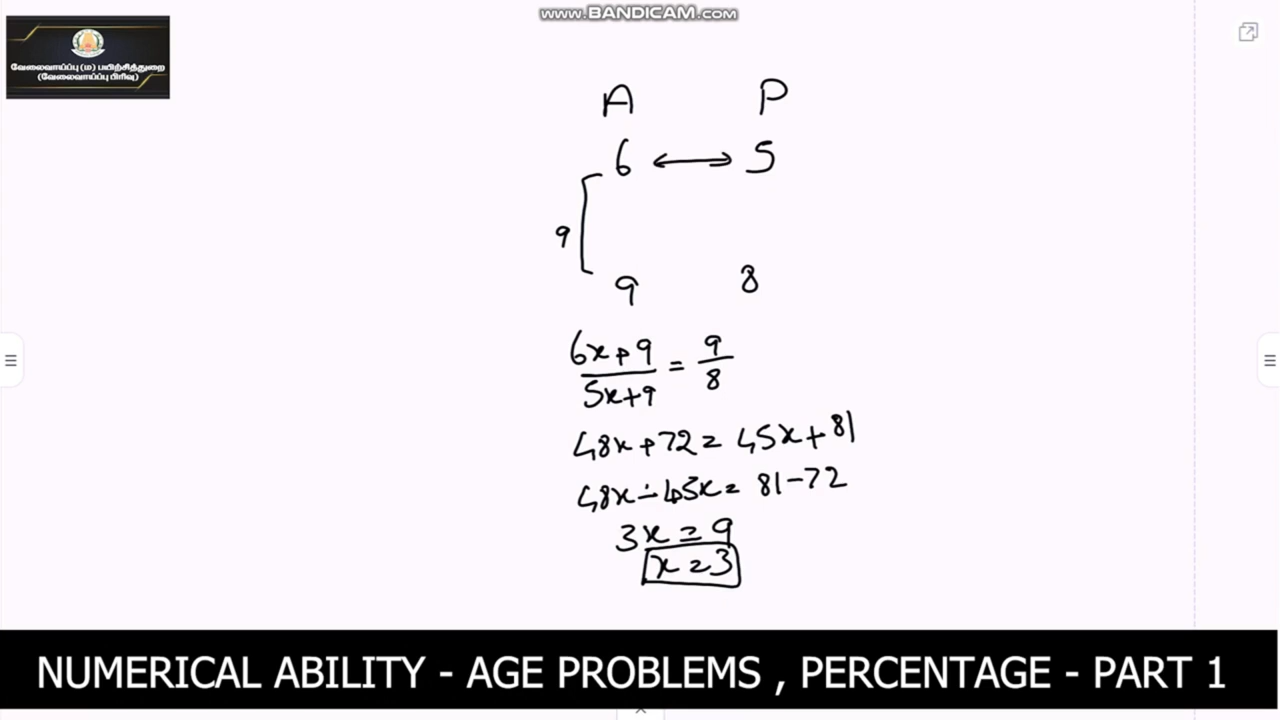 www.BANDICAM.com
வேலைவாய்ப்பு (ம) பயிற்சித்துறை
(வேலைவாய்ப்பு பிரிவு)
A P
6 ↔ 5
9
9 8
6x+9 / 5x+9 = 9/8
48x+72 = 45x+81
48x-45x = 81-72
3x = 9
x = 3
NUMERICAL ABILITY - AGE PROBLEMS , PERCENTAGE - PART 1